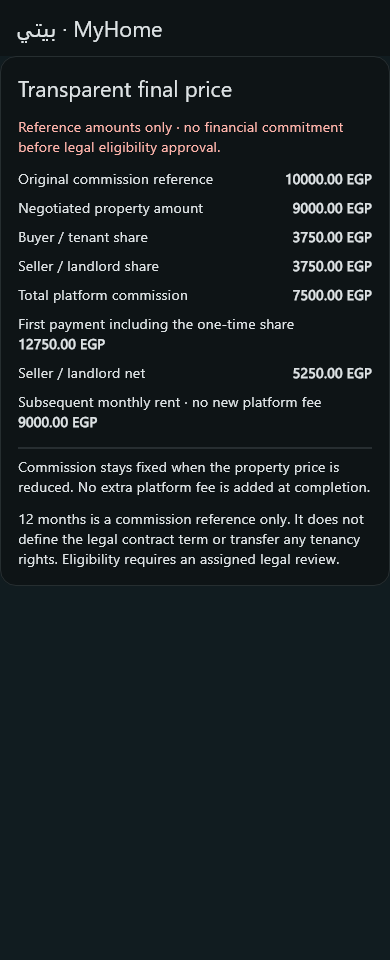 بيتي · MyHome
Transparent final price
Reference amounts only · no financial commitment
before legal eligibility approval.
Original commission reference 10000.00 EGP
Negotiated property amount 9000.00 EGP
Buyer / tenant share 3750.00 EGP
Seller / landlord share 3750.00 EGP
Total platform commission 7500.00 EGP
First payment including the one-time share
12750.00 EGP
Seller / landlord net 5250.00 EGP
Subsequent monthly rent · no new platform fee
9000.00 EGP
Commission stays fixed when the property price is
reduced. No extra platform fee is added at completion.
12 months is a commission reference only. It does not
define the legal contract term or transfer any tenancy
rights. Eligibility requires an assigned legal review.